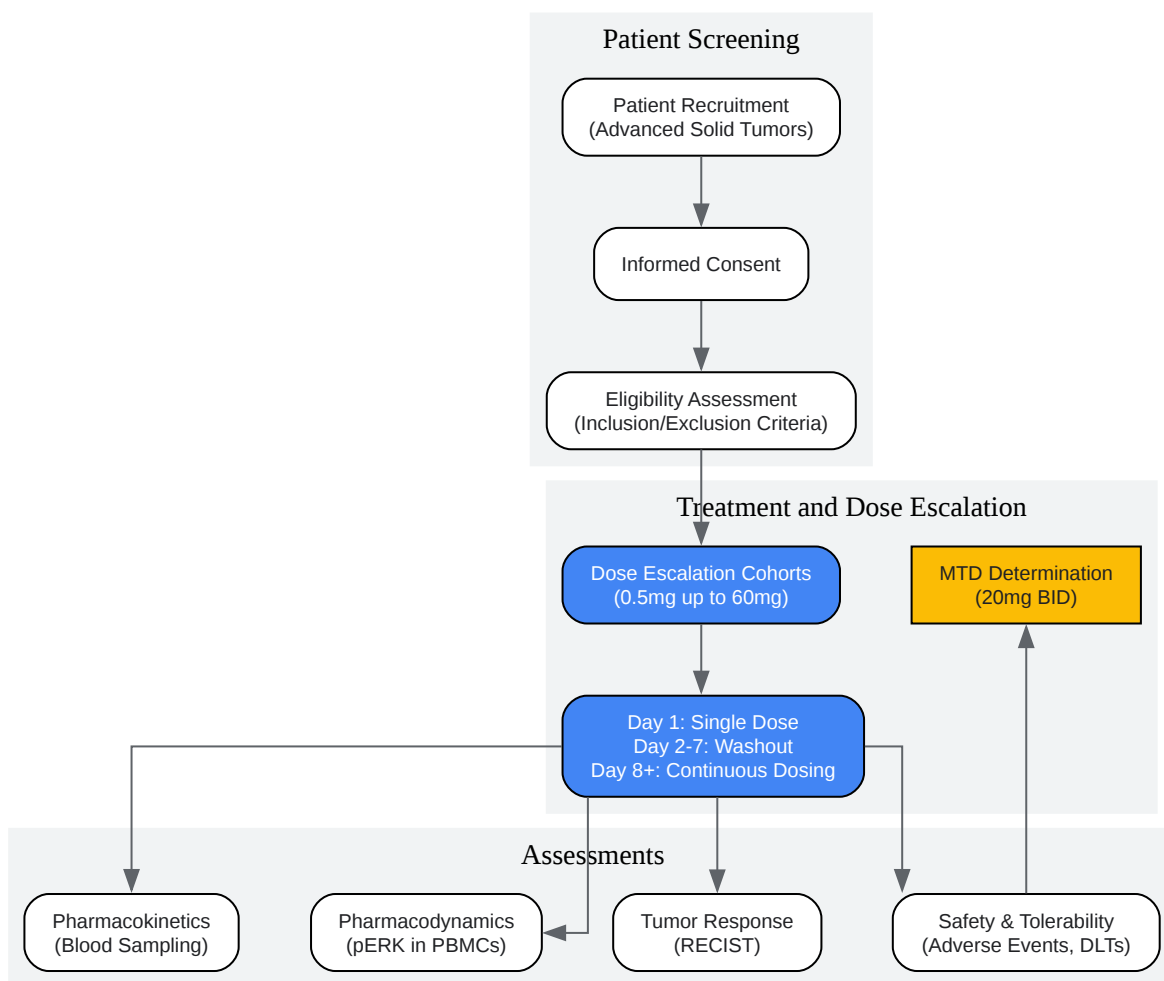 Patient Screening
Patient Recruitment
(Advanced Solid Tumors)
Informed Consent
Eligibility Assessment
(Inclusion/Exclusion Criteria)
Treatment and Dose Escalation
Dose Escalation Cohorts
(0.5mg up to 60mg)
MTD Determination
(20mg BID)
Day 1: Single Dose
Day 2-7: Washout
Day 8+: Continuous Dosing
Assessments
Pharmacokinetics
(Blood Sampling)
Pharmacodynamics
(pERK in PBMCs)
Tumor Response
(RECIST)
Safety & Tolerability
(Adverse Events, DLTs)